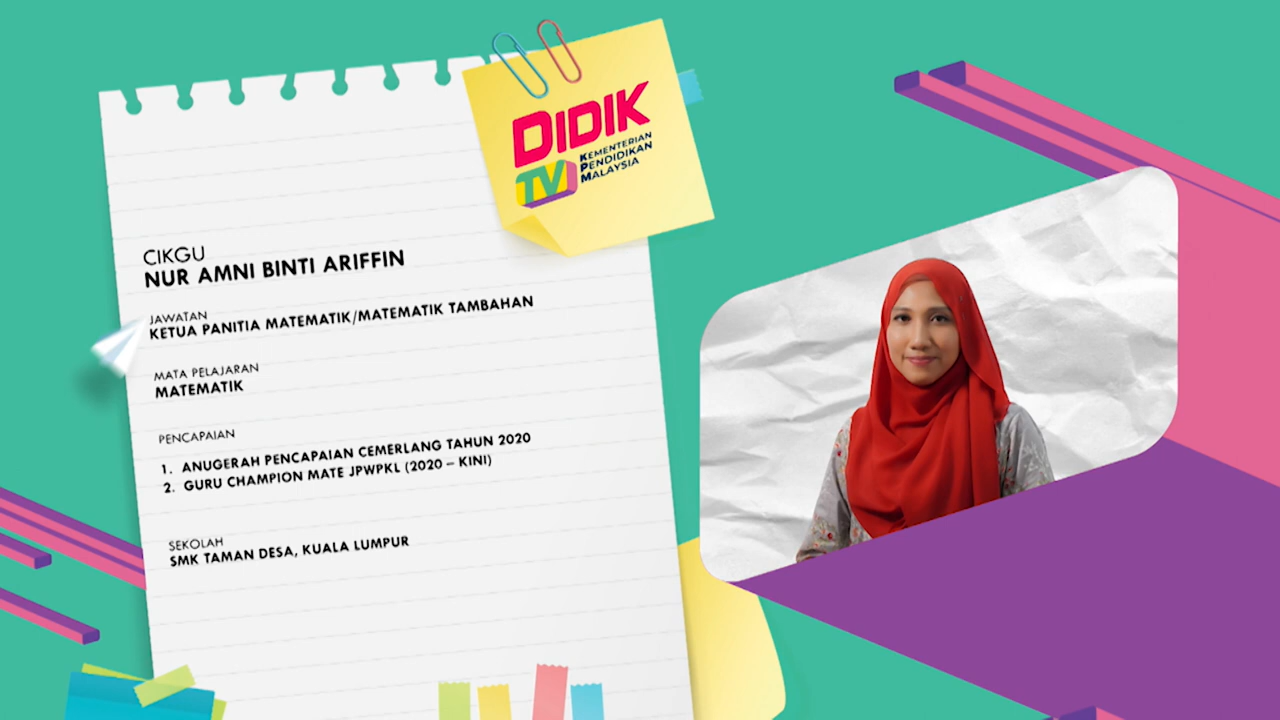 DIDIK
TV
KEMENTERIAN
PENDIDIKAN
MALAYSIA
CIKGU
NUR AMNI BINTI ARIFFIN
JAWATAN
KETUA PANITIA MATEMATIK/MATEMATIK TAMBAHAN
MATA PELAJARAN
MATEMATIK
PENCAPAIAN
1. ANUGERAH PENCAPAIAN CEMERLANG TAHUN 2020
2. GURU CHAMPION MATE JPWPKL (2020 – KINI)
SEKOLAH
SMK TAMAN DESA, KUALA LUMPUR